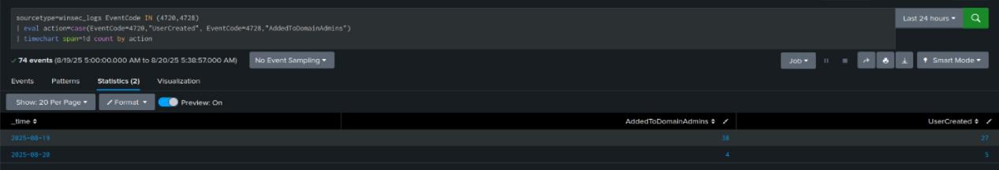 sourcetype=winsec_logs EventCode IN (4720,4728)
| eval action=case(EventCode=4720,"UserCreated", EventCode=4728,"AddedToDomainAdmins")
| timechart span=1d count by action
Last 24 hours
74 events (8/19/25 5:00:00.000 AM to 8/20/25 5:38:57.000 AM) No Event Sampling Job Smart Mode
Events Patterns Statistics (2) Visualization
Show: 20 Per Page Format Preview: On
_time AddedToDomainAdmins UserCreated
2025-08-19 38 27
2025-08-20 4 5